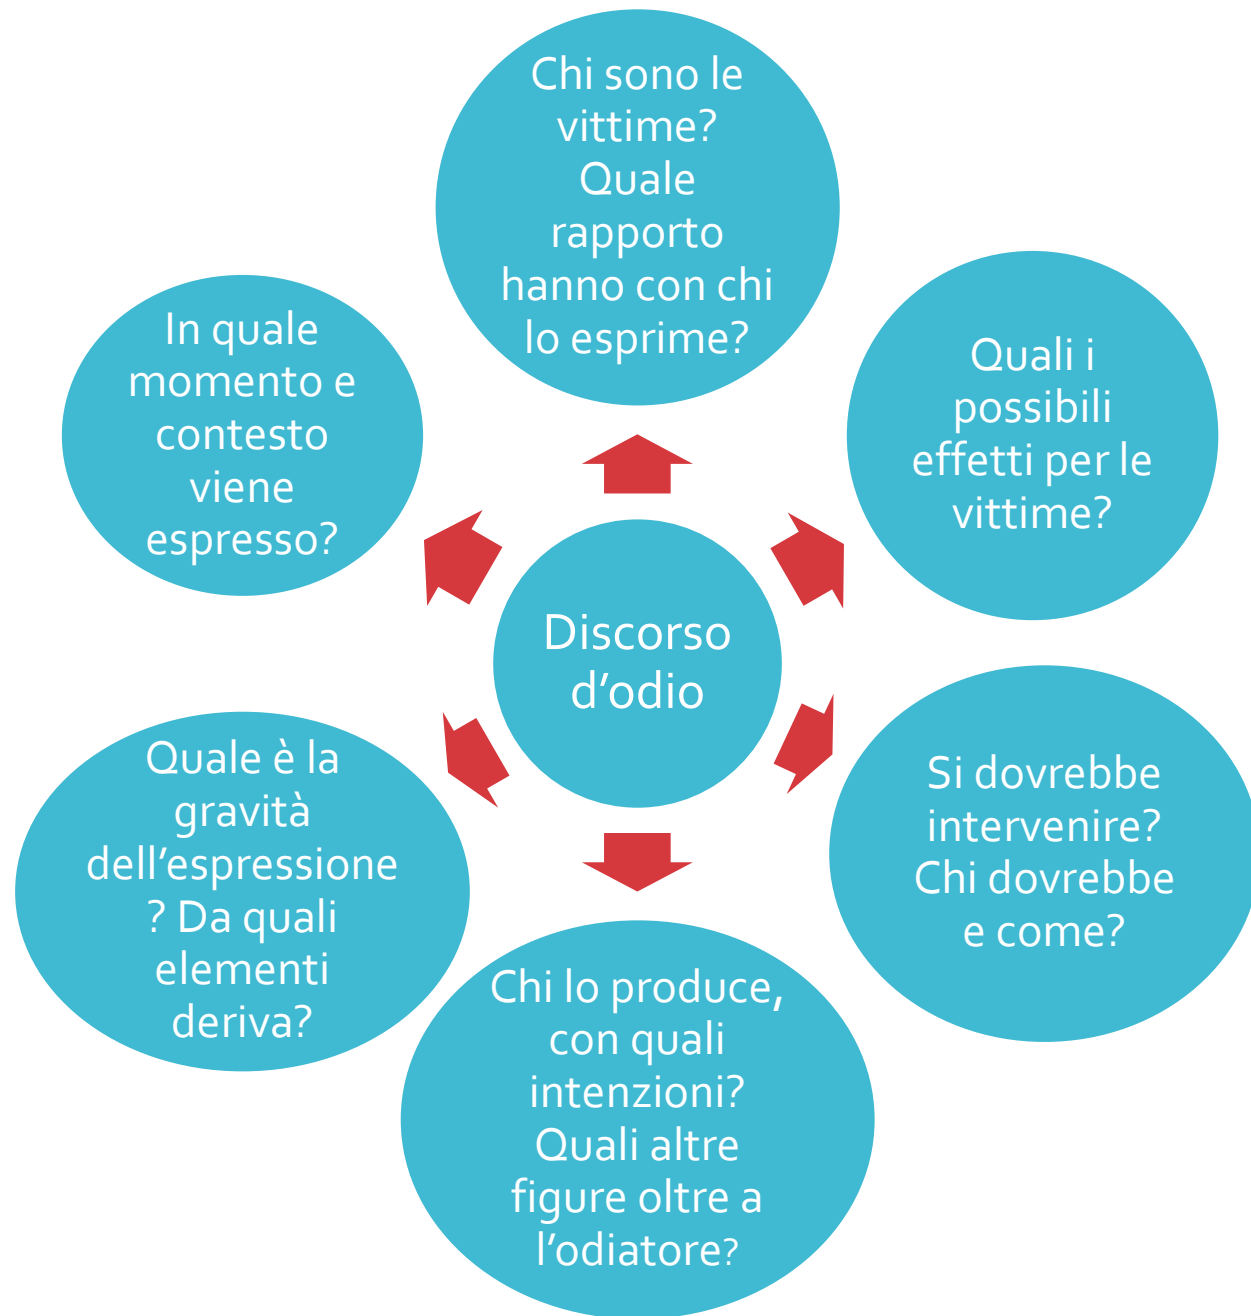 Chi sono le
vittime?
Quale
rapporto
hanno con chi
lo esprime?
Quali i
possibili
effetti per le
vittime?
Si dovrebbe
intervenire?
Chi dovrebbe
e come?
Chi lo produce,
con quali
intenzioni?
Quali altre
figure oltre a
l’odiatore?
Quale è la
gravità
dell’espressione
? Da quali
elementi
deriva?
In quale
momento e
contesto
viene
espresso?
Discorso
d’odio